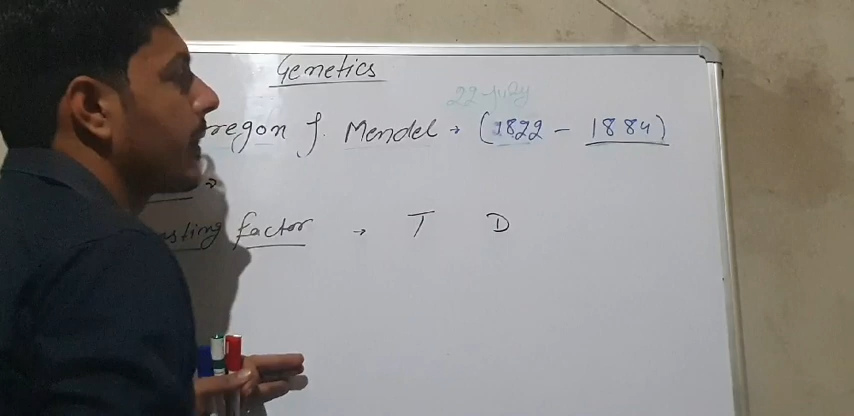 Genetics
22 July
regon J. Mendel → (1822 - 1884)
→
sting factor → T D